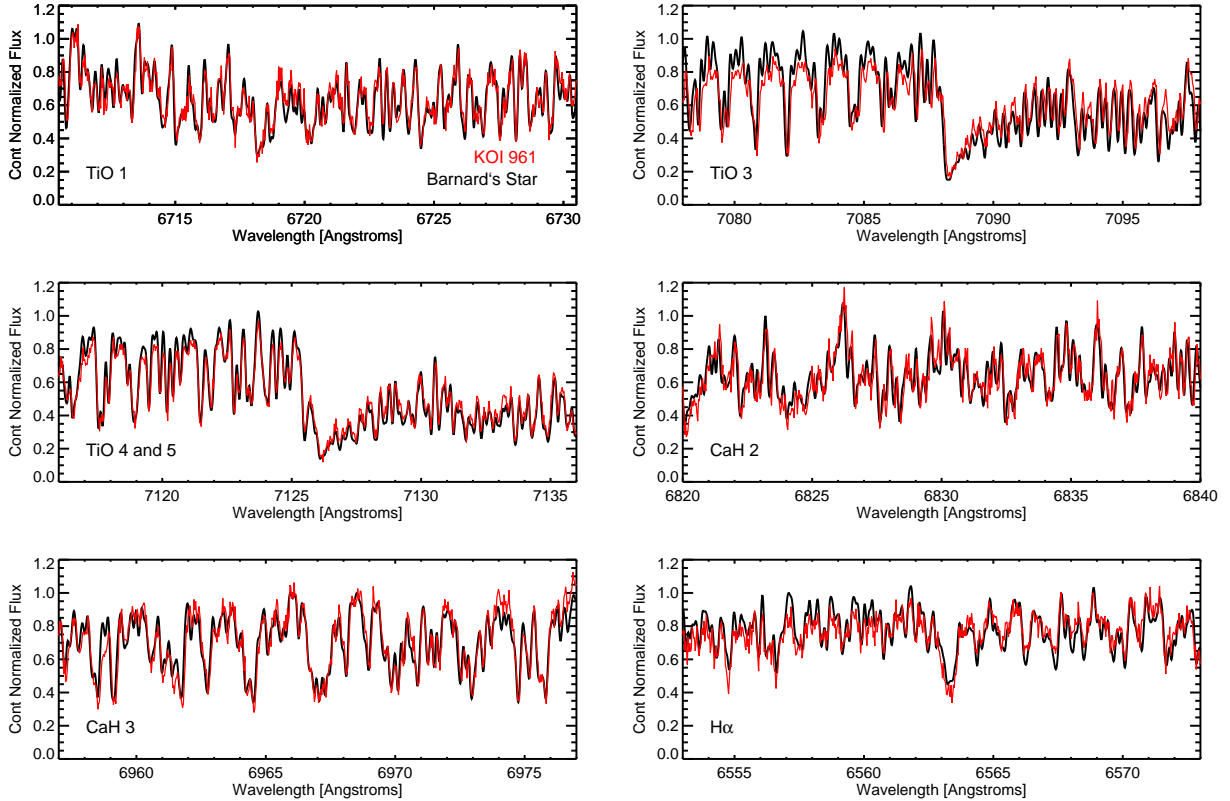 Cont Normalized Flux
1.2
1.0
0.8
0.6
0.4
0.2
0.0
TiO 1
KOI 961
Barnard's Star
6715 6720 6725 6730
Wavelength [Angstroms]
Cont Normalized Flux
1.2
1.0
0.8
0.6
0.4
0.2
0.0
TiO 3
7080 7085 7090 7095
Wavelength [Angstroms]
Cont Normalized Flux
1.2
1.0
0.8
0.6
0.4
0.2
0.0
TiO 4 and 5
7120 7125 7130 7135
Wavelength [Angstroms]
Cont Normalized Flux
1.2
1.0
0.8
0.6
0.4
0.2
0.0
CaH 2
6820 6825 6830 6835 6840
Wavelength [Angstroms]
Cont Normalized Flux
1.2
1.0
0.8
0.6
0.4
0.2
0.0
CaH 3
6960 6965 6970 6975
Wavelength [Angstroms]
Cont Normalized Flux
1.2
1.0
0.8
0.6
0.4
0.2
0.0
Hα
6555 6560 6565 6570
Wavelength [Angstroms]